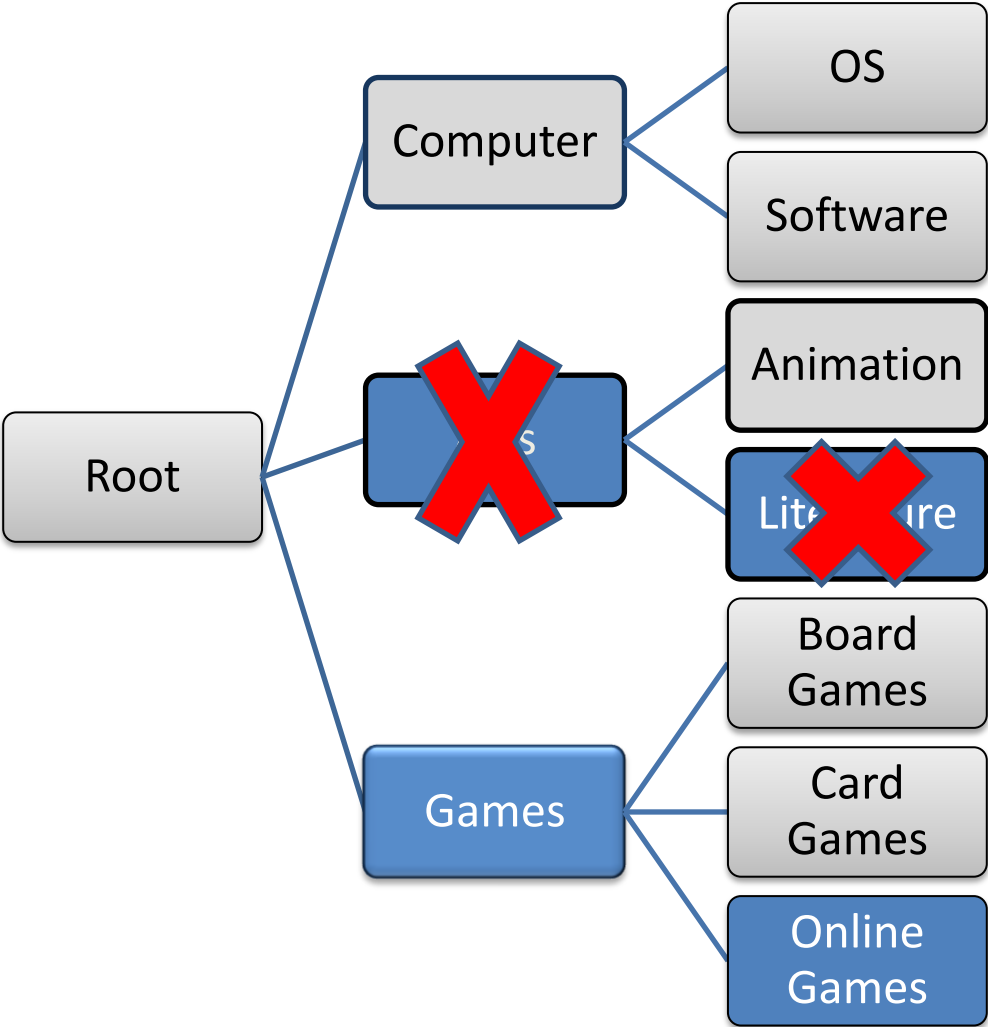 Root
Computer
Games
OS
Software
Animation
Board
Games
Card
Games
Online
Games